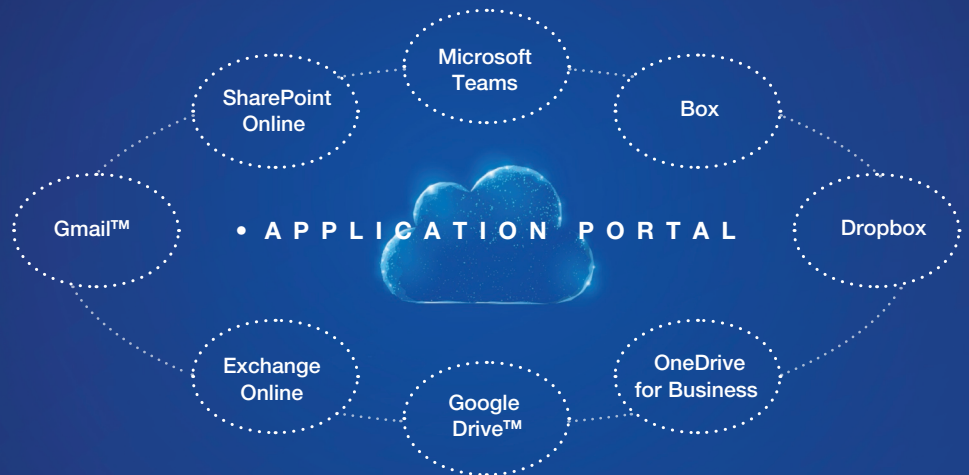 Microsoft
Teams
SharePoint
Online
Box
Gmail™
• APPLICATION PORTAL
Dropbox
Exchange
Online
OneDrive
for Business
Google
Drive™